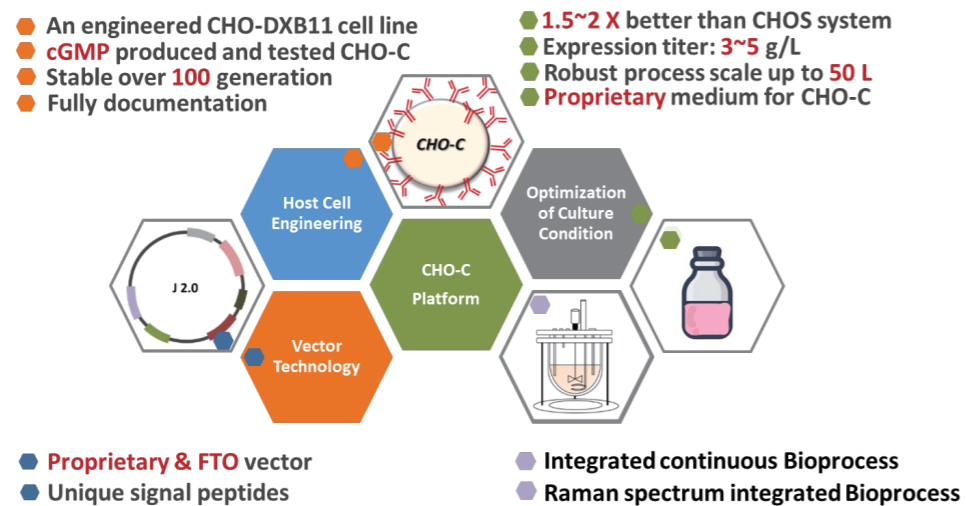 An engineered CHO-DXB11 cell line
cGMP produced and tested CHO-C
Stable over 100 generation
Fully documentation
1.5~2 X better than CHOS system
Expression titer: 3~5 g/L
Robust process scale up to 50 L
Proprietary medium for CHO-C
CHO-C
Host Cell
Engineering
Optimization
of Culture
Condition
J 2.0
CHO-C
Platform
Vector
Technology
Proprietary & FTO vector
Unique signal peptides
Integrated continuous Bioprocess
Raman spectrum integrated Bioprocess